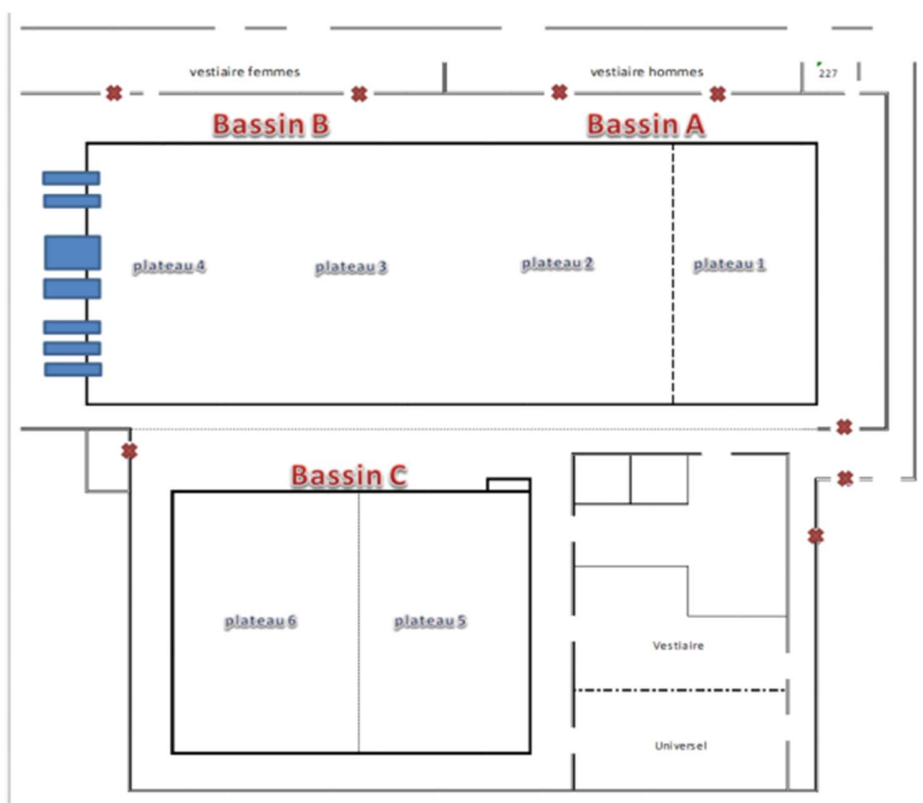 vestiaire femmes
vestiaire hommes
227
Bassin B
Bassin A
plateau 4
plateau 3
plateau 2
plateau 1
Bassin C
plateau 6
plateau 5
Vestiaire
Universel